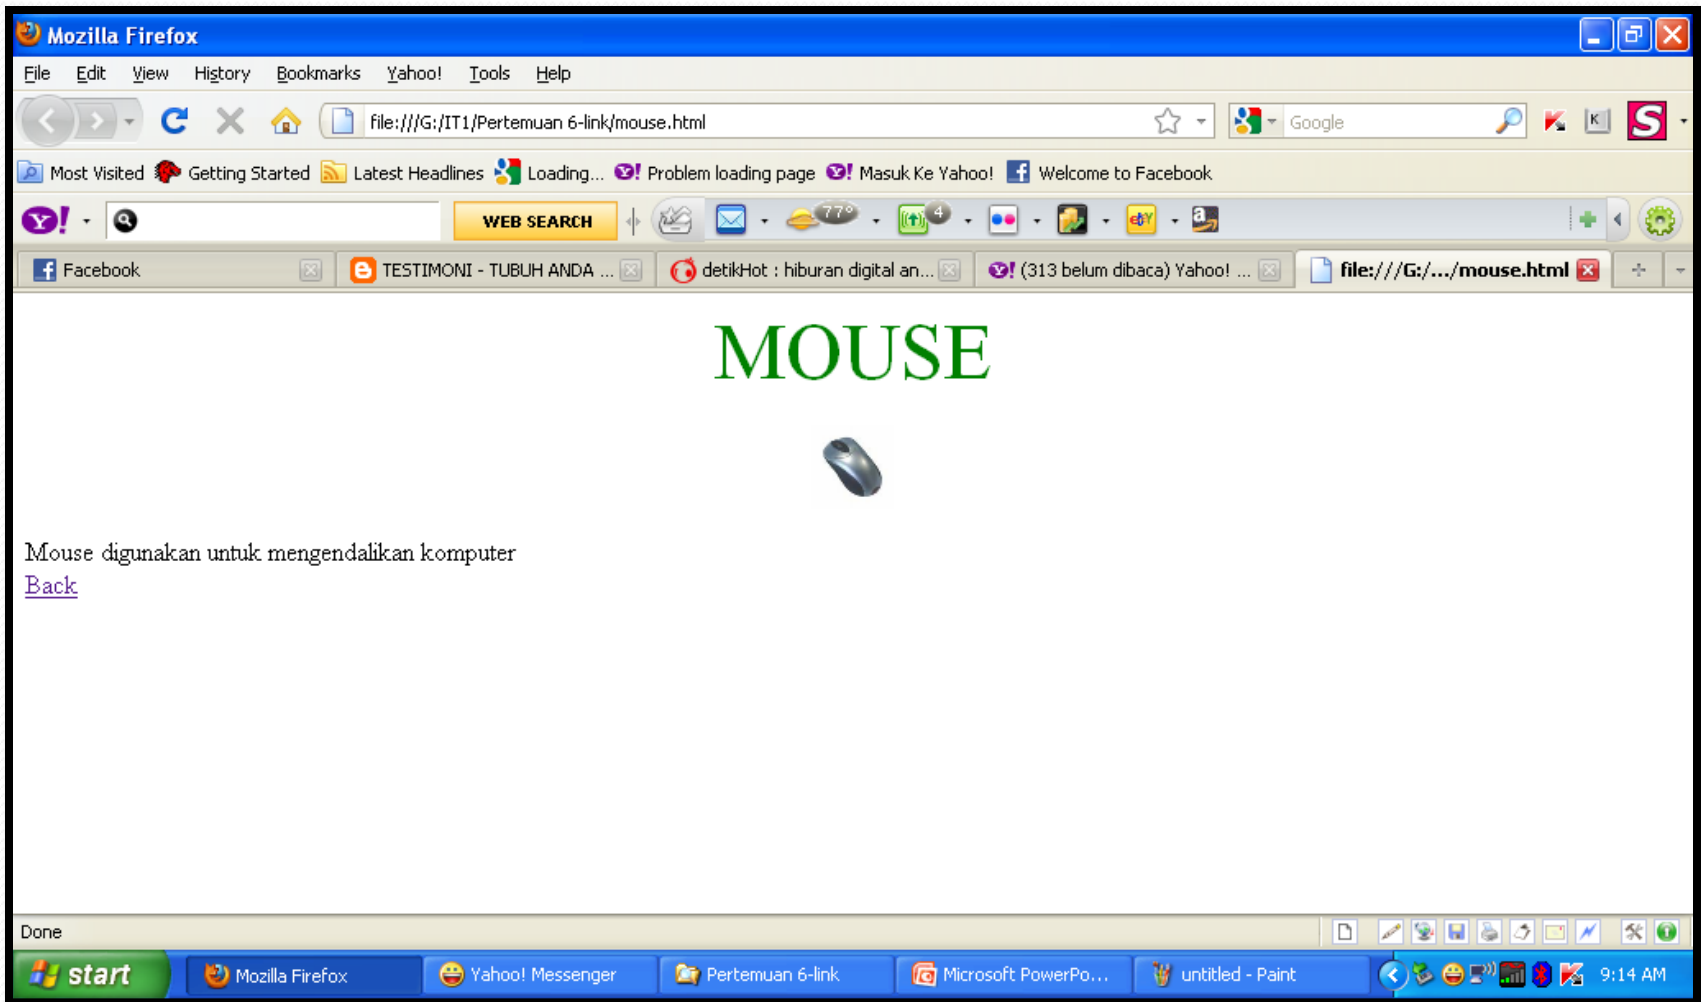 Mozilla Firefox
File Edit View History Bookmarks Yahoo! Tools Help
file:///G:/IT1/Pertemuan 6-link/mouse.html Google K S
Most Visited Getting Started Latest Headlines Loading... Y! Problem loading page Y! Masuk Ke Yahoo! f Welcome to Facebook
Y! WEB SEARCH 77° 4 ebY a
f Facebook TESTIMONI - TUBUH ANDA ... detikHot : hiburan digital an... Y! (313 belum dibaca) Yahoo! ... file:///G:/.../mouse.html
MOUSE
Mouse digunakan untuk mengendalikan komputer
Back
Done
start Mozilla Firefox Yahoo! Messenger Pertemuan 6-link Microsoft PowerPo... untitled - Paint 9:14 AM